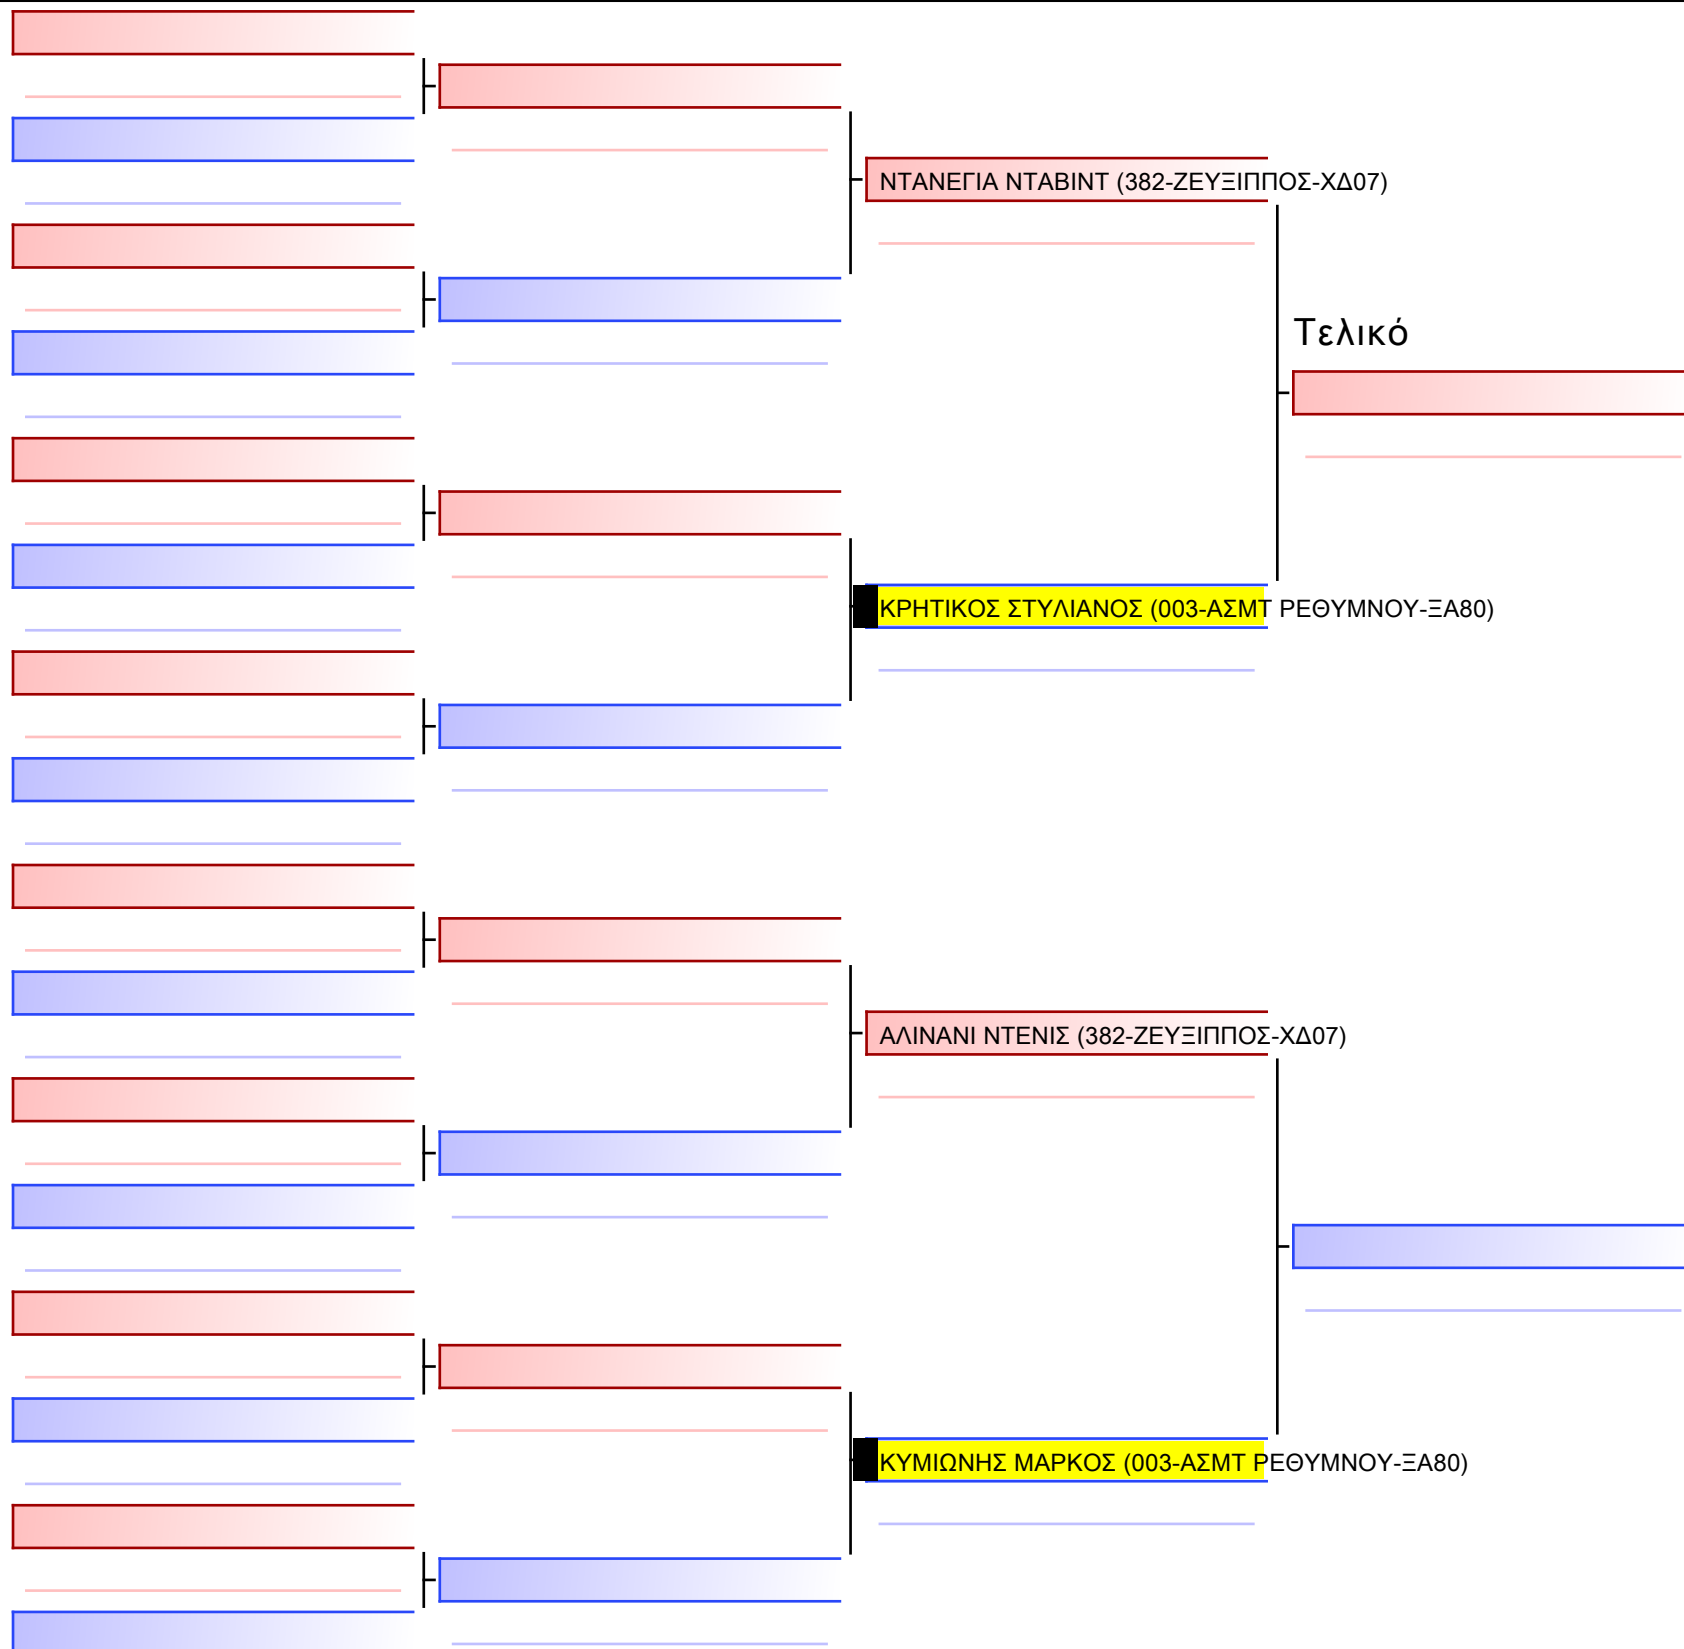 ΝΤΑΝΕΓΙΑ ΝΤΑΒΙΝΤ (382-ΖΕΥΞΙΠΠΟΣ-ΧΔ07)
Τελικό
ΚΡΗΤΙΚΟΣ ΣΤΥΛΙΑΝΟΣ (003-ΑΣΜΤ ΡΕΘΥΜΝΟΥ-ΞΑ80)
ΑΛΙΝΑΝΙ ΝΤΕΝΙΣ (382-ΖΕΥΞΙΠΠΟΣ-ΧΔ07)
ΚΥΜΙΩΝΗΣ ΜΑΡΚΟΣ (003-ΑΣΜΤ ΡΕΘΥΜΝΟΥ-ΞΑ80)